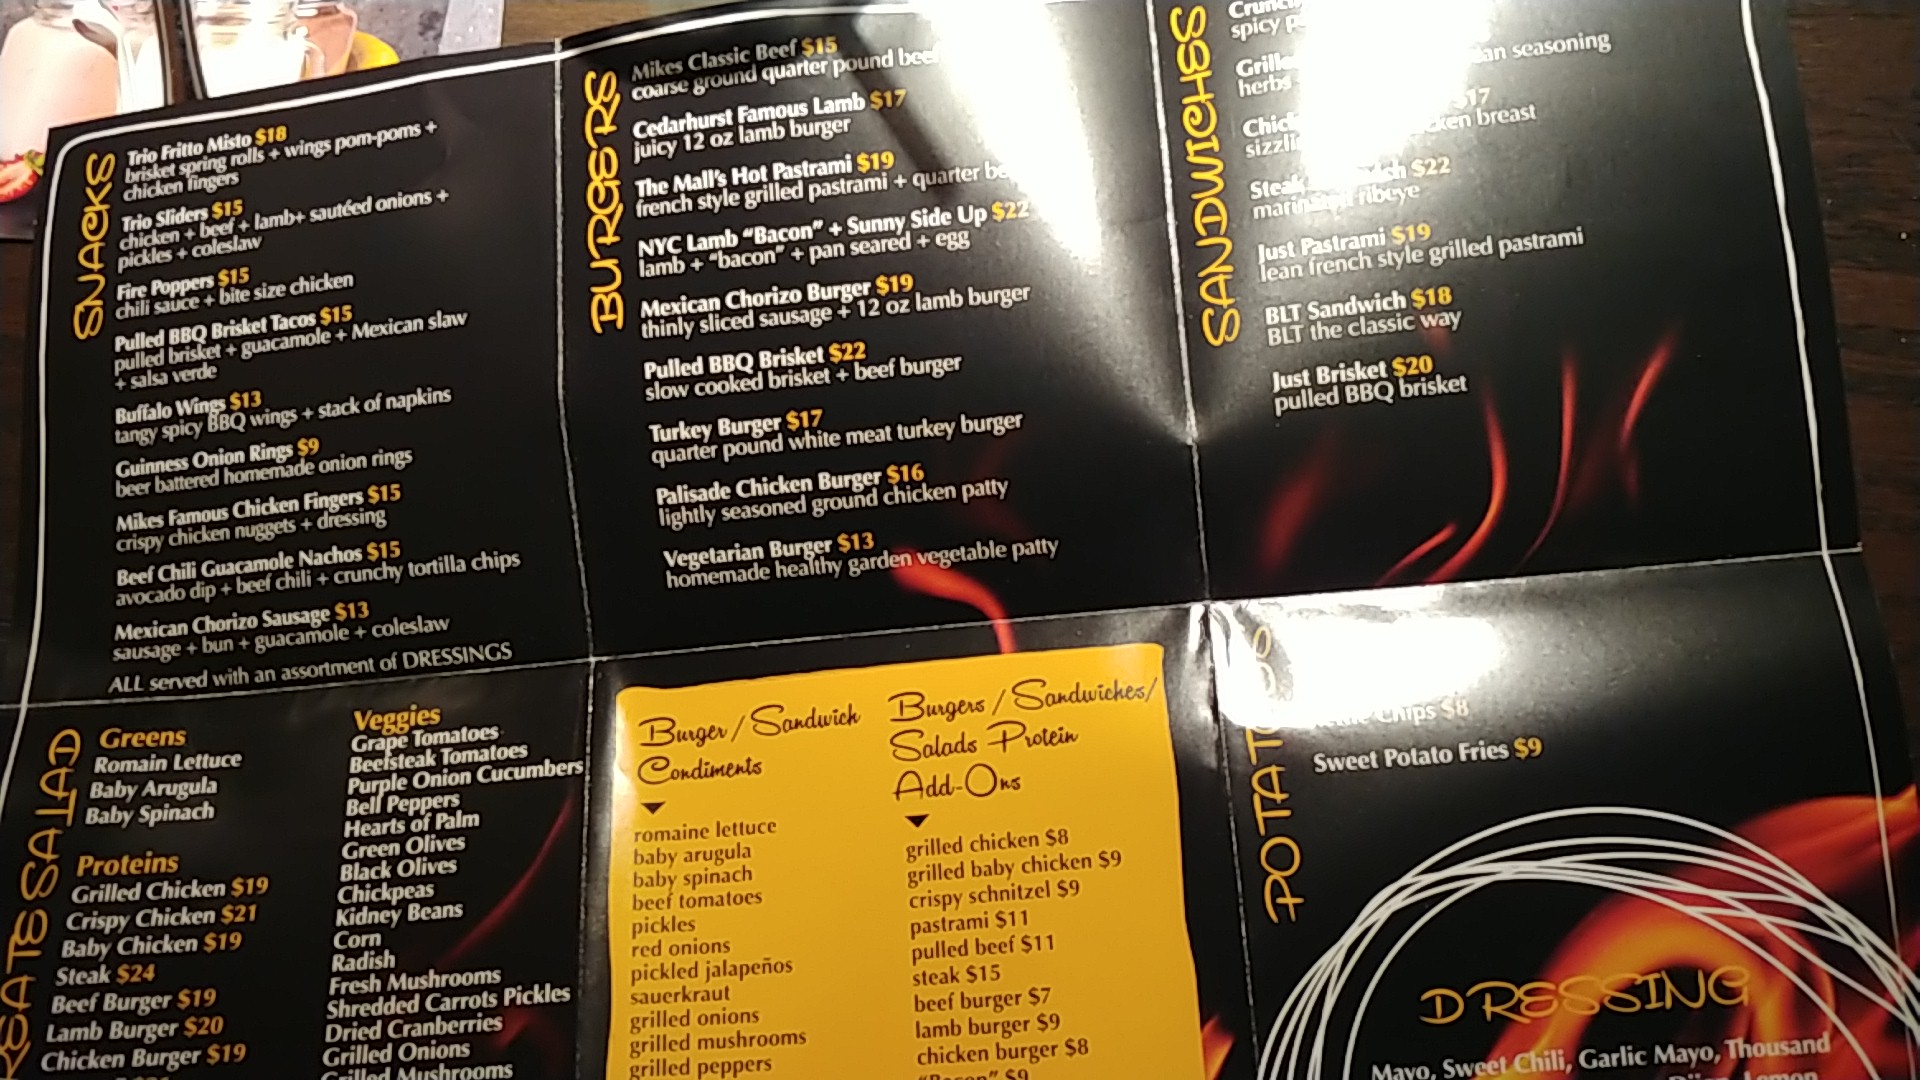 SNACKS
Trio Fritto Misto $18
brisket spring rolls + wings pom-poms +
chicken fingers
Trio Sliders $15
chicken + beef + lamb+ sautéed onions +
pickles + coleslaw
Fire Poppers $15
chili sauce + bite size chicken
Pulled BBQ Brisket Tacos $15
pulled brisket + guacamole + Mexican slaw
+ salsa verde
Buffalo Wings $13
tangy spicy BBQ wings + stack of napkins
Guinness Onion Rings $9
beer battered homemade onion rings
Mikes Famous Chicken Fingers $15
crispy chicken nuggets + dressing
Beef Chili Guacamole Nachos $15
avocado dip + beef chili + crunchy tortilla chips
Mexican Chorizo Sausage $13
sausage + bun + guacamole + coleslaw
ALL served with an assortment of DRESSINGS
BURGERS
Mikes Classic Beef $15
coarse ground quarter pound
Cedarhurst Famous Lamb $17
juicy 12 oz lamb burger
The Mall's Hot Pastrami $19
french style grilled pastrami + quarter
NYC Lamb "Bacon" + Sunny Side Up $22
lamb + "bacon" + pan seared + egg
Mexican Chorizo Burger $19
thinly sliced sausage + 12 oz lamb burger
Pulled BBQ Brisket $22
slow cooked brisket + beef burger
Turkey Burger $17
quarter pound white meat turkey burger
Palisade Chicken Burger $16
lightly seasoned ground chicken patty
Vegetarian Burger $13
homemade healthy garden vegetable patty
SANDWICHES
spicy
herbs seasoning
breast
Steak $22
ribeye
Just Pastrami $19
lean french style grilled pastrami
BLT Sandwich $18
BLT the classic way
Just Brisket $20
pulled BBQ brisket
SALAD
Greens
Romain Lettuce
Baby Arugula
Baby Spinach
Proteins
Grilled Chicken $19
Crispy Chicken $21
Baby Chicken $19
Steak $24
Beef Burger $19
Lamb Burger $20
Chicken Burger $19
Veggies
Grape Tomatoes
Beefsteak Tomatoes
Purple Onion Cucumbers
Bell Peppers
Hearts of Palm
Green Olives
Black Olives
Chickpeas
Kidney Beans
Corn
Radish
Fresh Mushrooms
Shredded Carrots Pickles
Dried Cranberries
Grilled Onions
Grilled Mushrooms
Burger/Sandwich
Condiments
romaine lettuce
baby arugula
baby spinach
beef tomatoes
pickles
red onions
pickled jalapeños
sauerkraut
grilled onions
grilled mushrooms
grilled peppers
Burgers/Sandwiches/
Salads Protein
Add-Ons
grilled chicken $8
grilled baby chicken $9
crispy schnitzel $9
pastrami $11
pulled beef $11
steak $15
beef burger $7
lamb burger $9
chicken burger $8
"Bacon" $9
Chips $8
Sweet Potato Fries $9
DRESSING
Mayo, Sweet Chili, Garlic Mayo, Thousand
Lemon